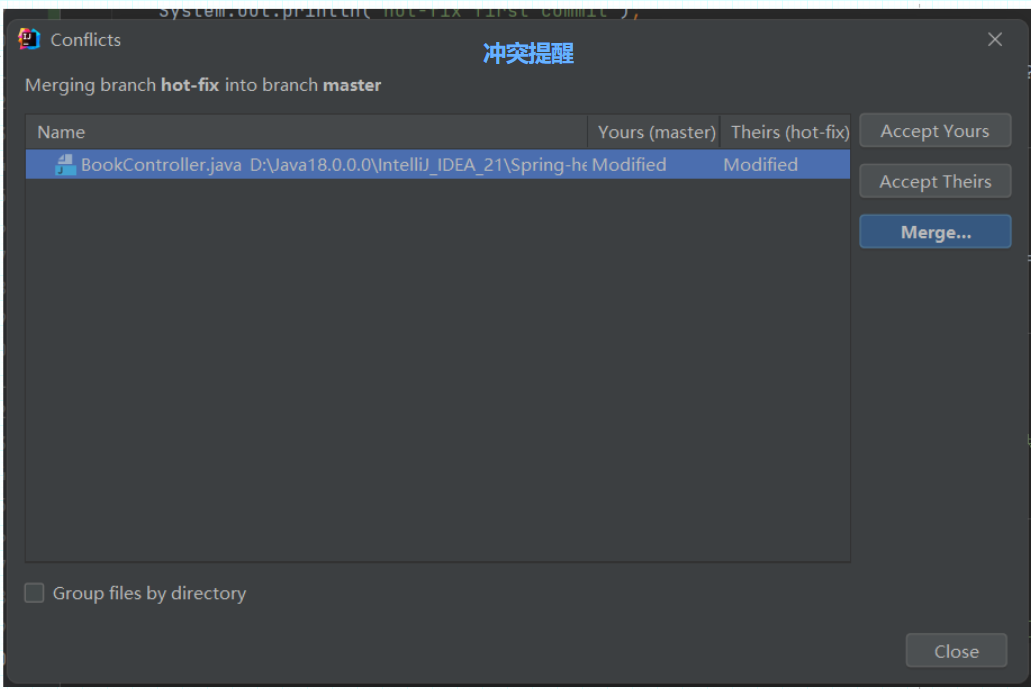 System.out.println("hot-fix first commit");
Conflicts
冲突提醒
Merging branch hot-fix into branch master
Name Yours (master) Theirs (hot-fix)
BookController.java D:\Java18.0.0.0\IntelliJ_IDEA_21\Spring-he Modified Modified
Accept Yours
Accept Theirs
Merge...
Group files by directory
Close